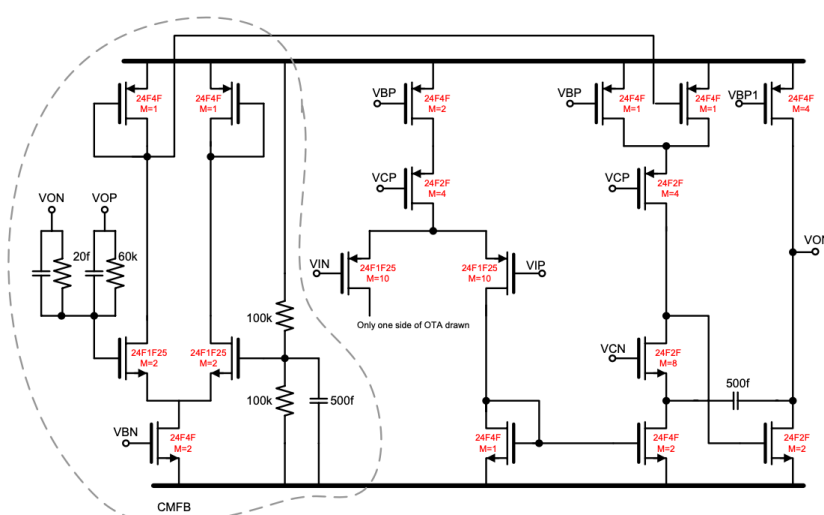 24F4F
M=1
24F4F
M=1
VBP
24F4F
M=2
VBP
24F4F
M=1
24F4F
M=1
VBP1
24F4F
M=4
VCP
24F2F
M=4
VCP
24F2F
M=4
VON
VOP
20f
60k
VIN
24F1F25
M=10
24F1F25
M=10
VIP
Only one side of OTA drawn
100k
24F1F25
M=2
24F1F25
M=2
VCN
24F2F
M=8
500f
100k
500f
VBN
24F4F
M=2
24F4F
M=1
24F4F
M=2
24F2F
M=2
CMFB